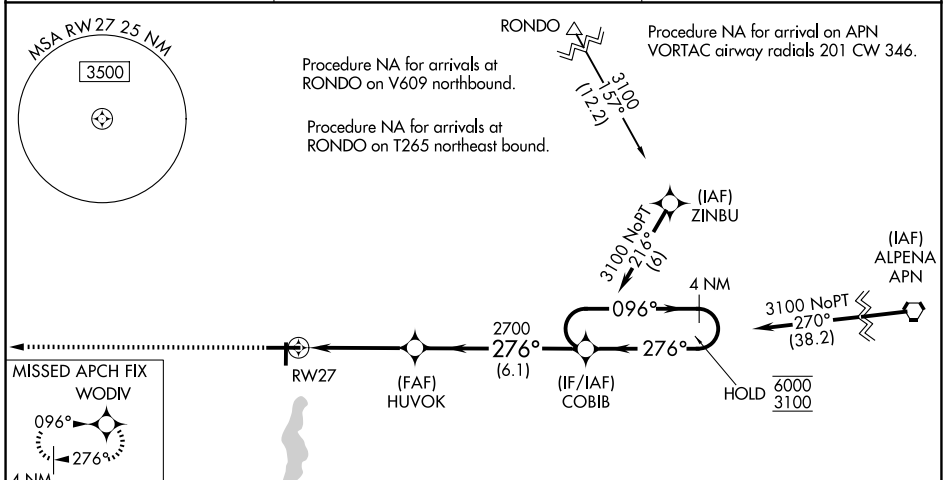 MSA RW27 25 NM
3500
Procedure NA for arrivals at
RONDO on V609 northbound.
Procedure NA for arrivals at
RONDO on T265 northeast bound.
RONDO
3100
157°
(12.2)
Procedure NA for arrival on APN
VORTAC airway radials 201 CW 346.
(IAF)
ZINBU
3100 NoPT
216°
(6)
(IAF)
ALPENA
APN
3100 NoPT
270°
(38.2)
4 NM
096°
276°
HOLD
6000
3100
2700
276°
(6.1)
(IF/IAF)
COBIB
(FAF)
HUVOK
RW27
MISSED APCH FIX
WODIV
096°
276°
4 NM